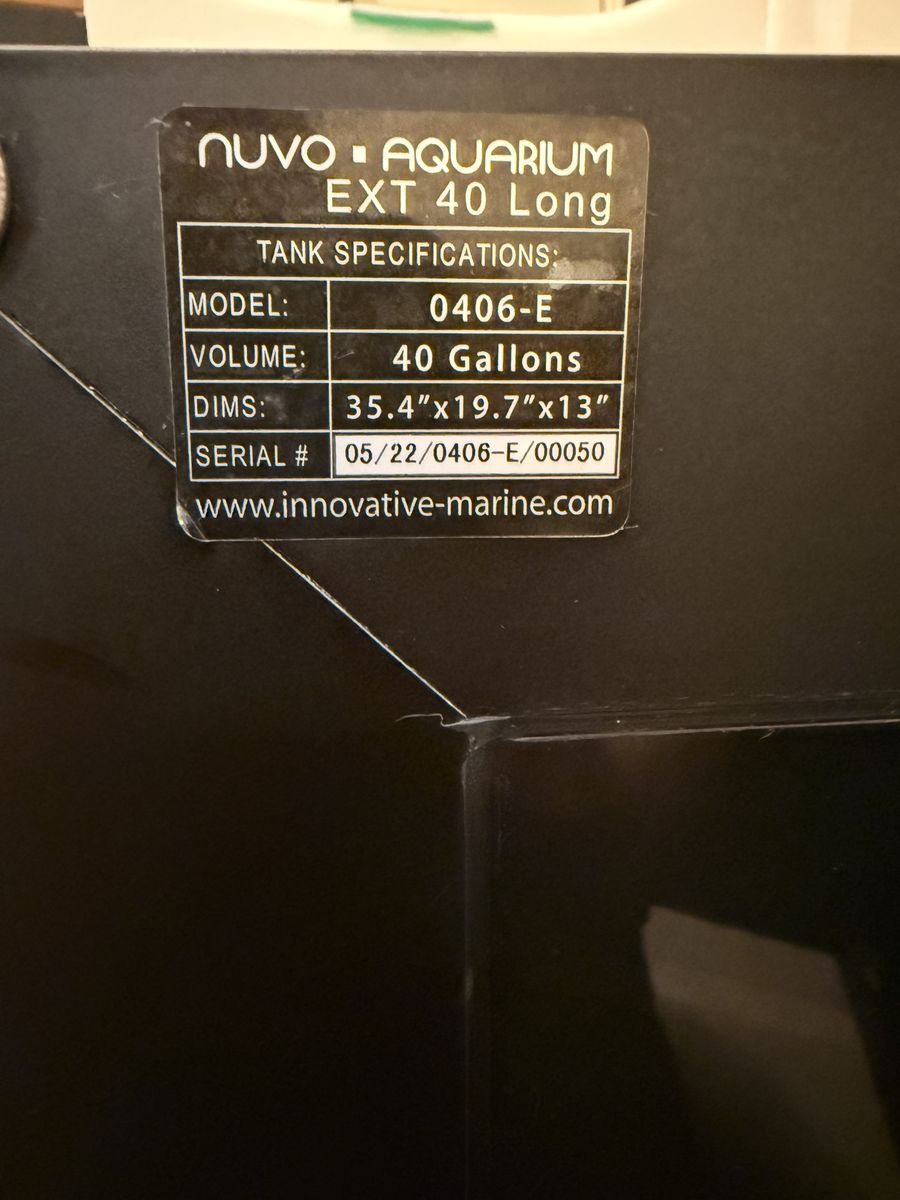 NUVO ▪ AQUARIUM
EXT 40 Long
TANK SPECIFICATIONS:
MODEL: 0406-E
VOLUME: 40 Gallons
DIMS: 35.4”x19.7”x13”
SERIAL # 05/22/0406-E/00050
www.innovative-marine.com